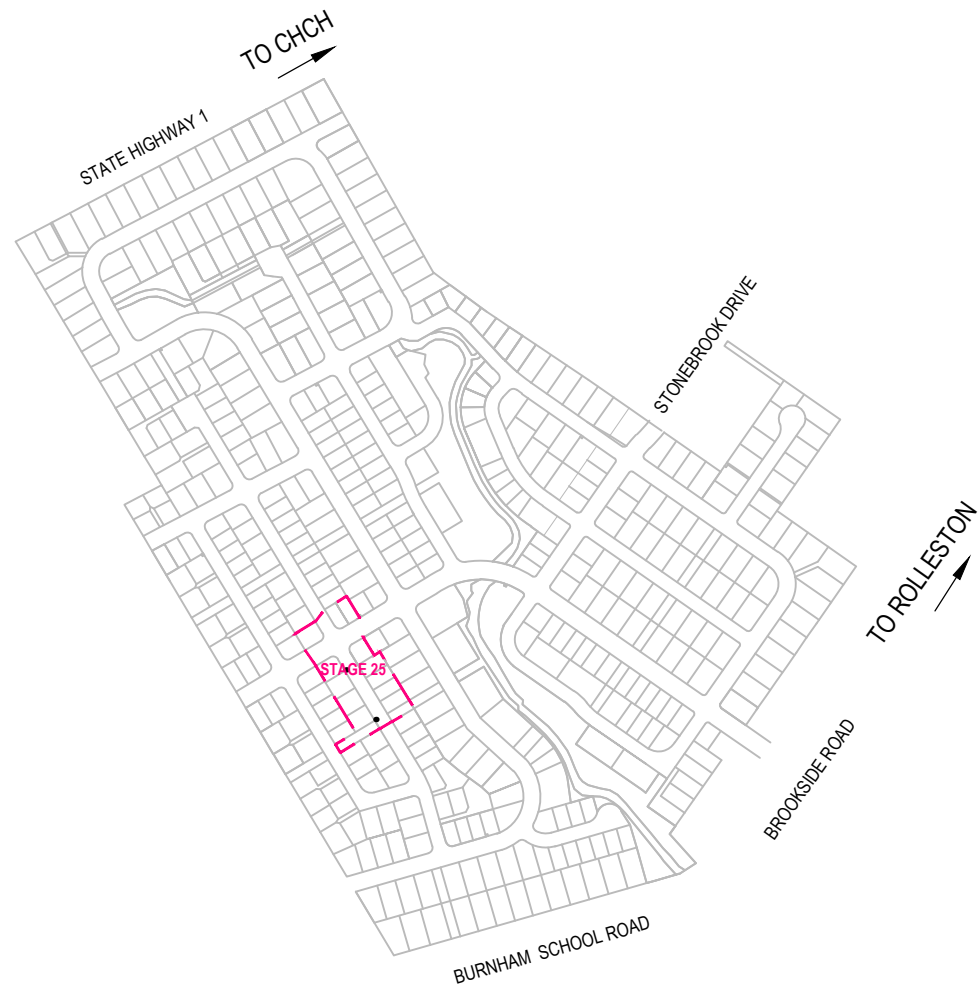 TO CHCH
STATE HIGHWAY 1
STONEBROOK DRIVE
TO ROLLESTON
STAGE 25
BROOKSIDE ROAD
BURNHAM SCHOOL ROAD